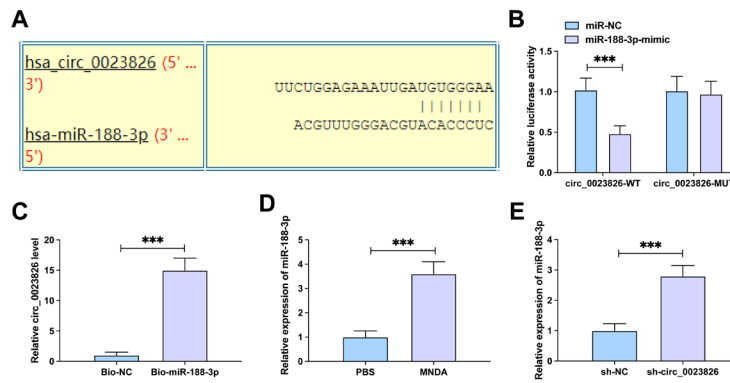 A
hsa_circ_0023826 (5' ...
3')
hsa-miR-188-3p (3' ...
5')
UUCUGGAGAAAUUGAUGUGGGAA
|||||||
ACGUUUGGGACGUACACCCUC
B
miR-NC
miR-188-3p-mimic
Relative luciferase activity
1.5
1.0
0.5
0.0
***
circ_0023826-WT
circ_0023826-MUT
C
Relative circ_0023826 level
20
15
10
5
0
***
Bio-NC
Bio-miR-188-3p
D
Relative expression of miR-188-3p
5
4
3
2
1
0
***
PBS
MNDA
E
Relative expression of miR-188-3p
4
3
2
1
0
***
sh-NC
sh-circ_0023826